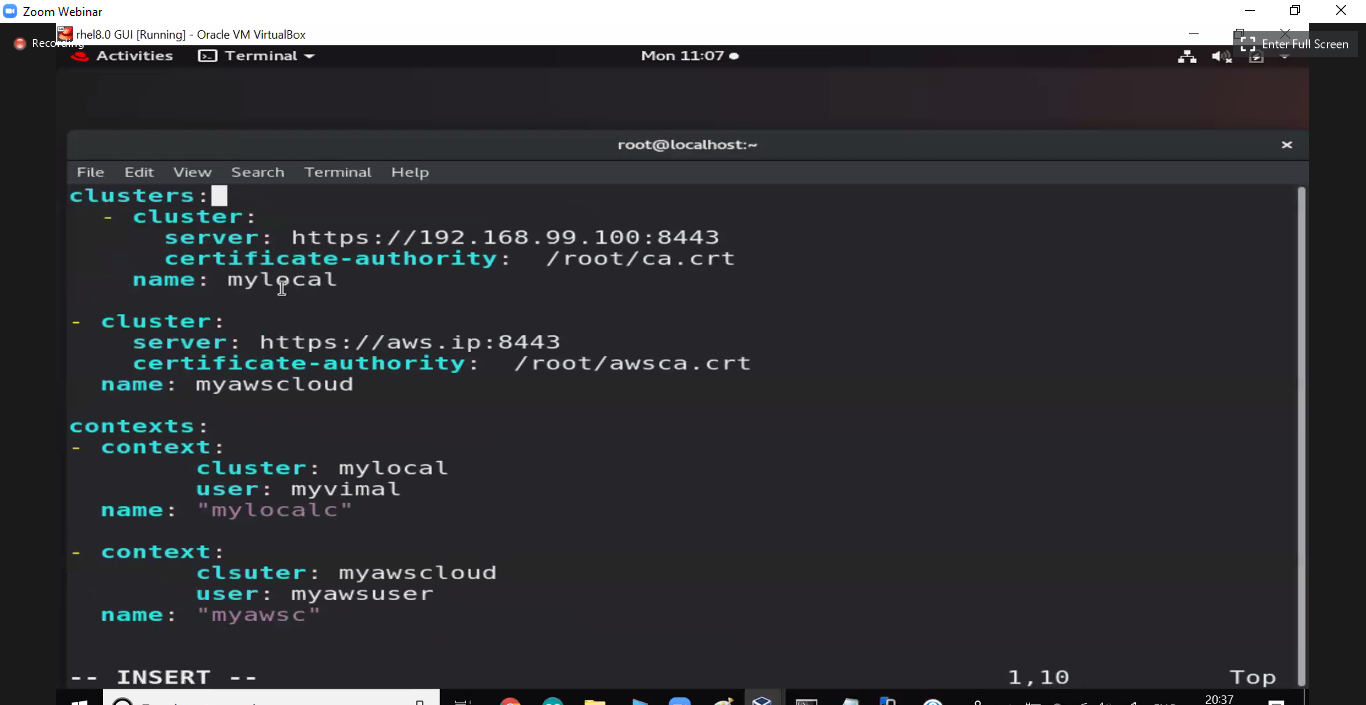 Zoom Webinar
rhel8.0 GUI [Running] - Oracle VM VirtualBox
Recording
Enter Full Screen
Activities Terminal Mon 11:07
root@localhost:~
File Edit View Search Terminal Help
clusters:
- cluster:
server: https://192.168.99.100:8443
certificate-authority: /root/ca.crt
name: mylocal
- cluster:
server: https://aws.ip:8443
certificate-authority: /root/awsca.crt
name: myawscloud
contexts:
- context:
cluster: mylocal
user: myvimal
name: "mylocalc"
- context:
clsuter: myawscloud
user: myawsuser
name: "myawsc"
-- INSERT -- 1,10 Top
20:37